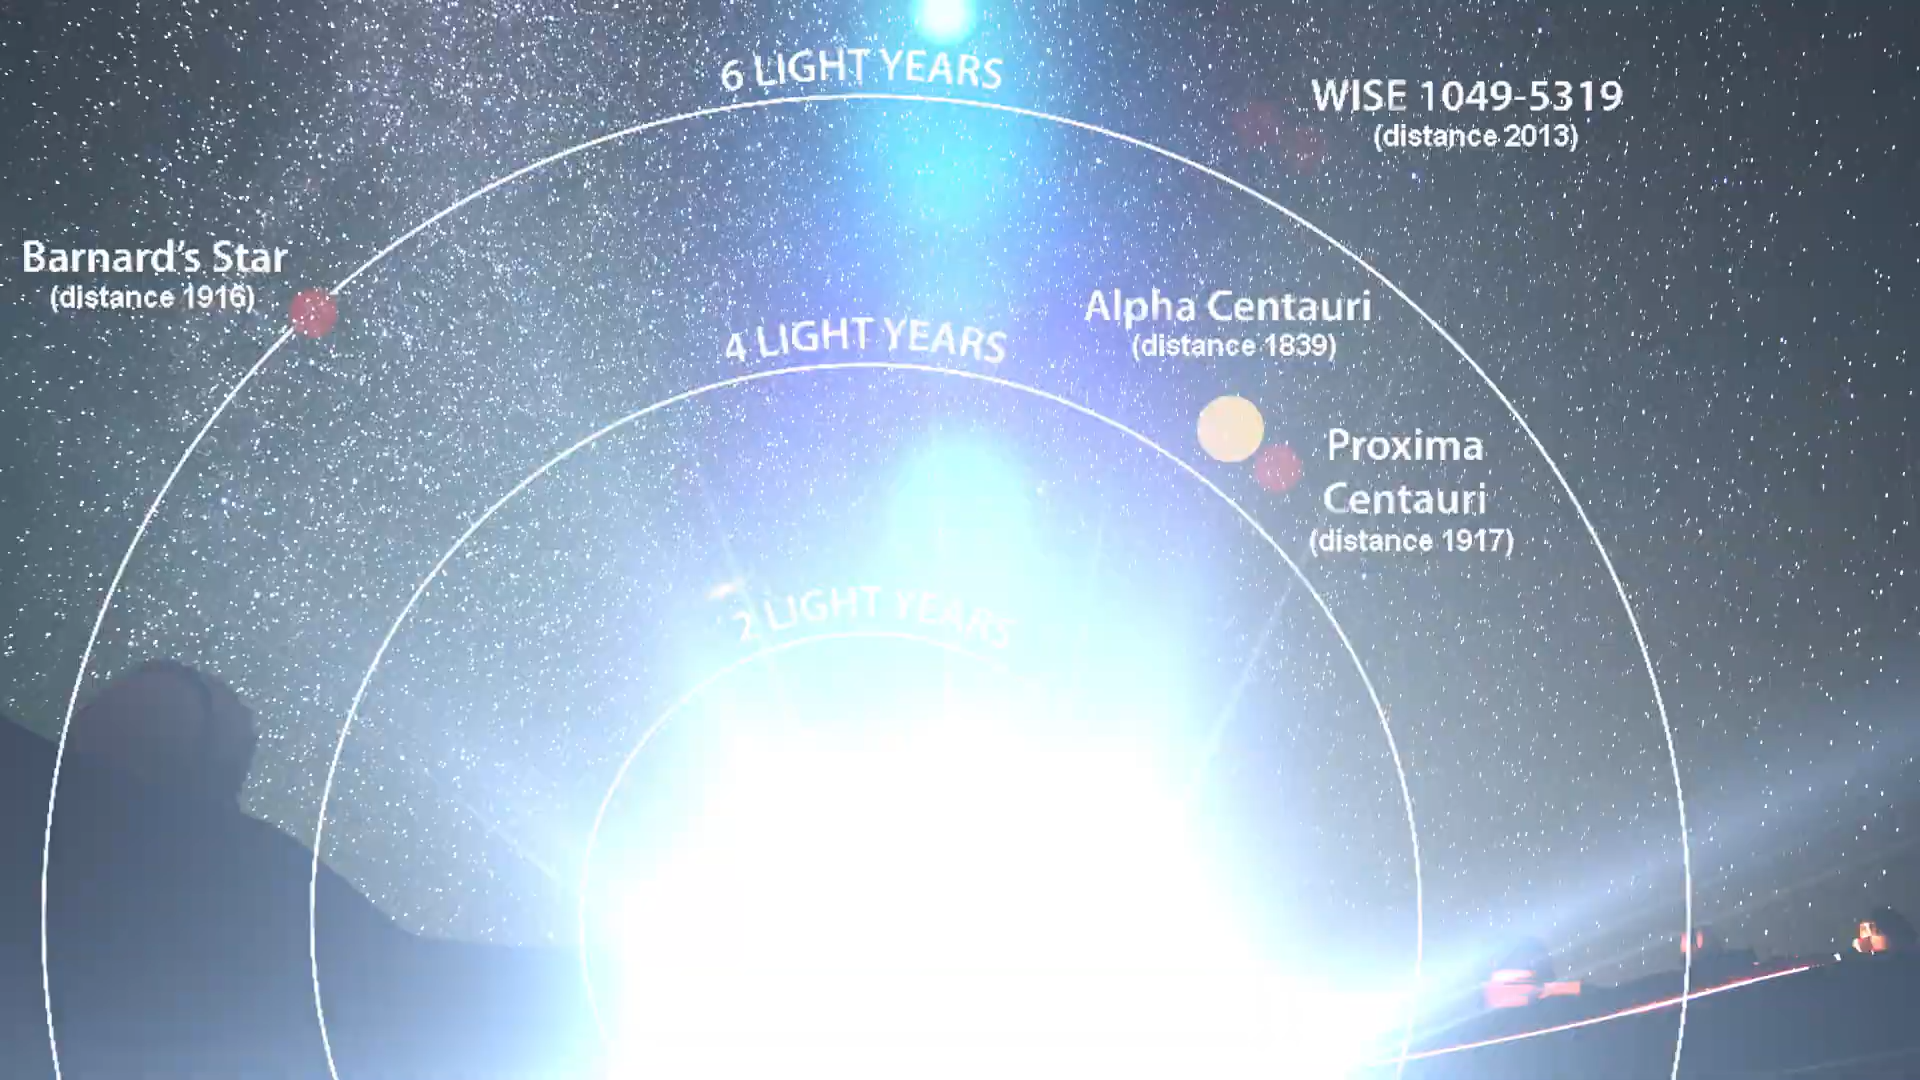 6 LIGHT YEARS
WISE 1049-5319
(distance 2013)
Barnard's Star
(distance 1916)
Alpha Centauri
(distance 1839)
4 LIGHT YEARS
Proxima
Centauri
(distance 1917)
2 LIGHT YEARS